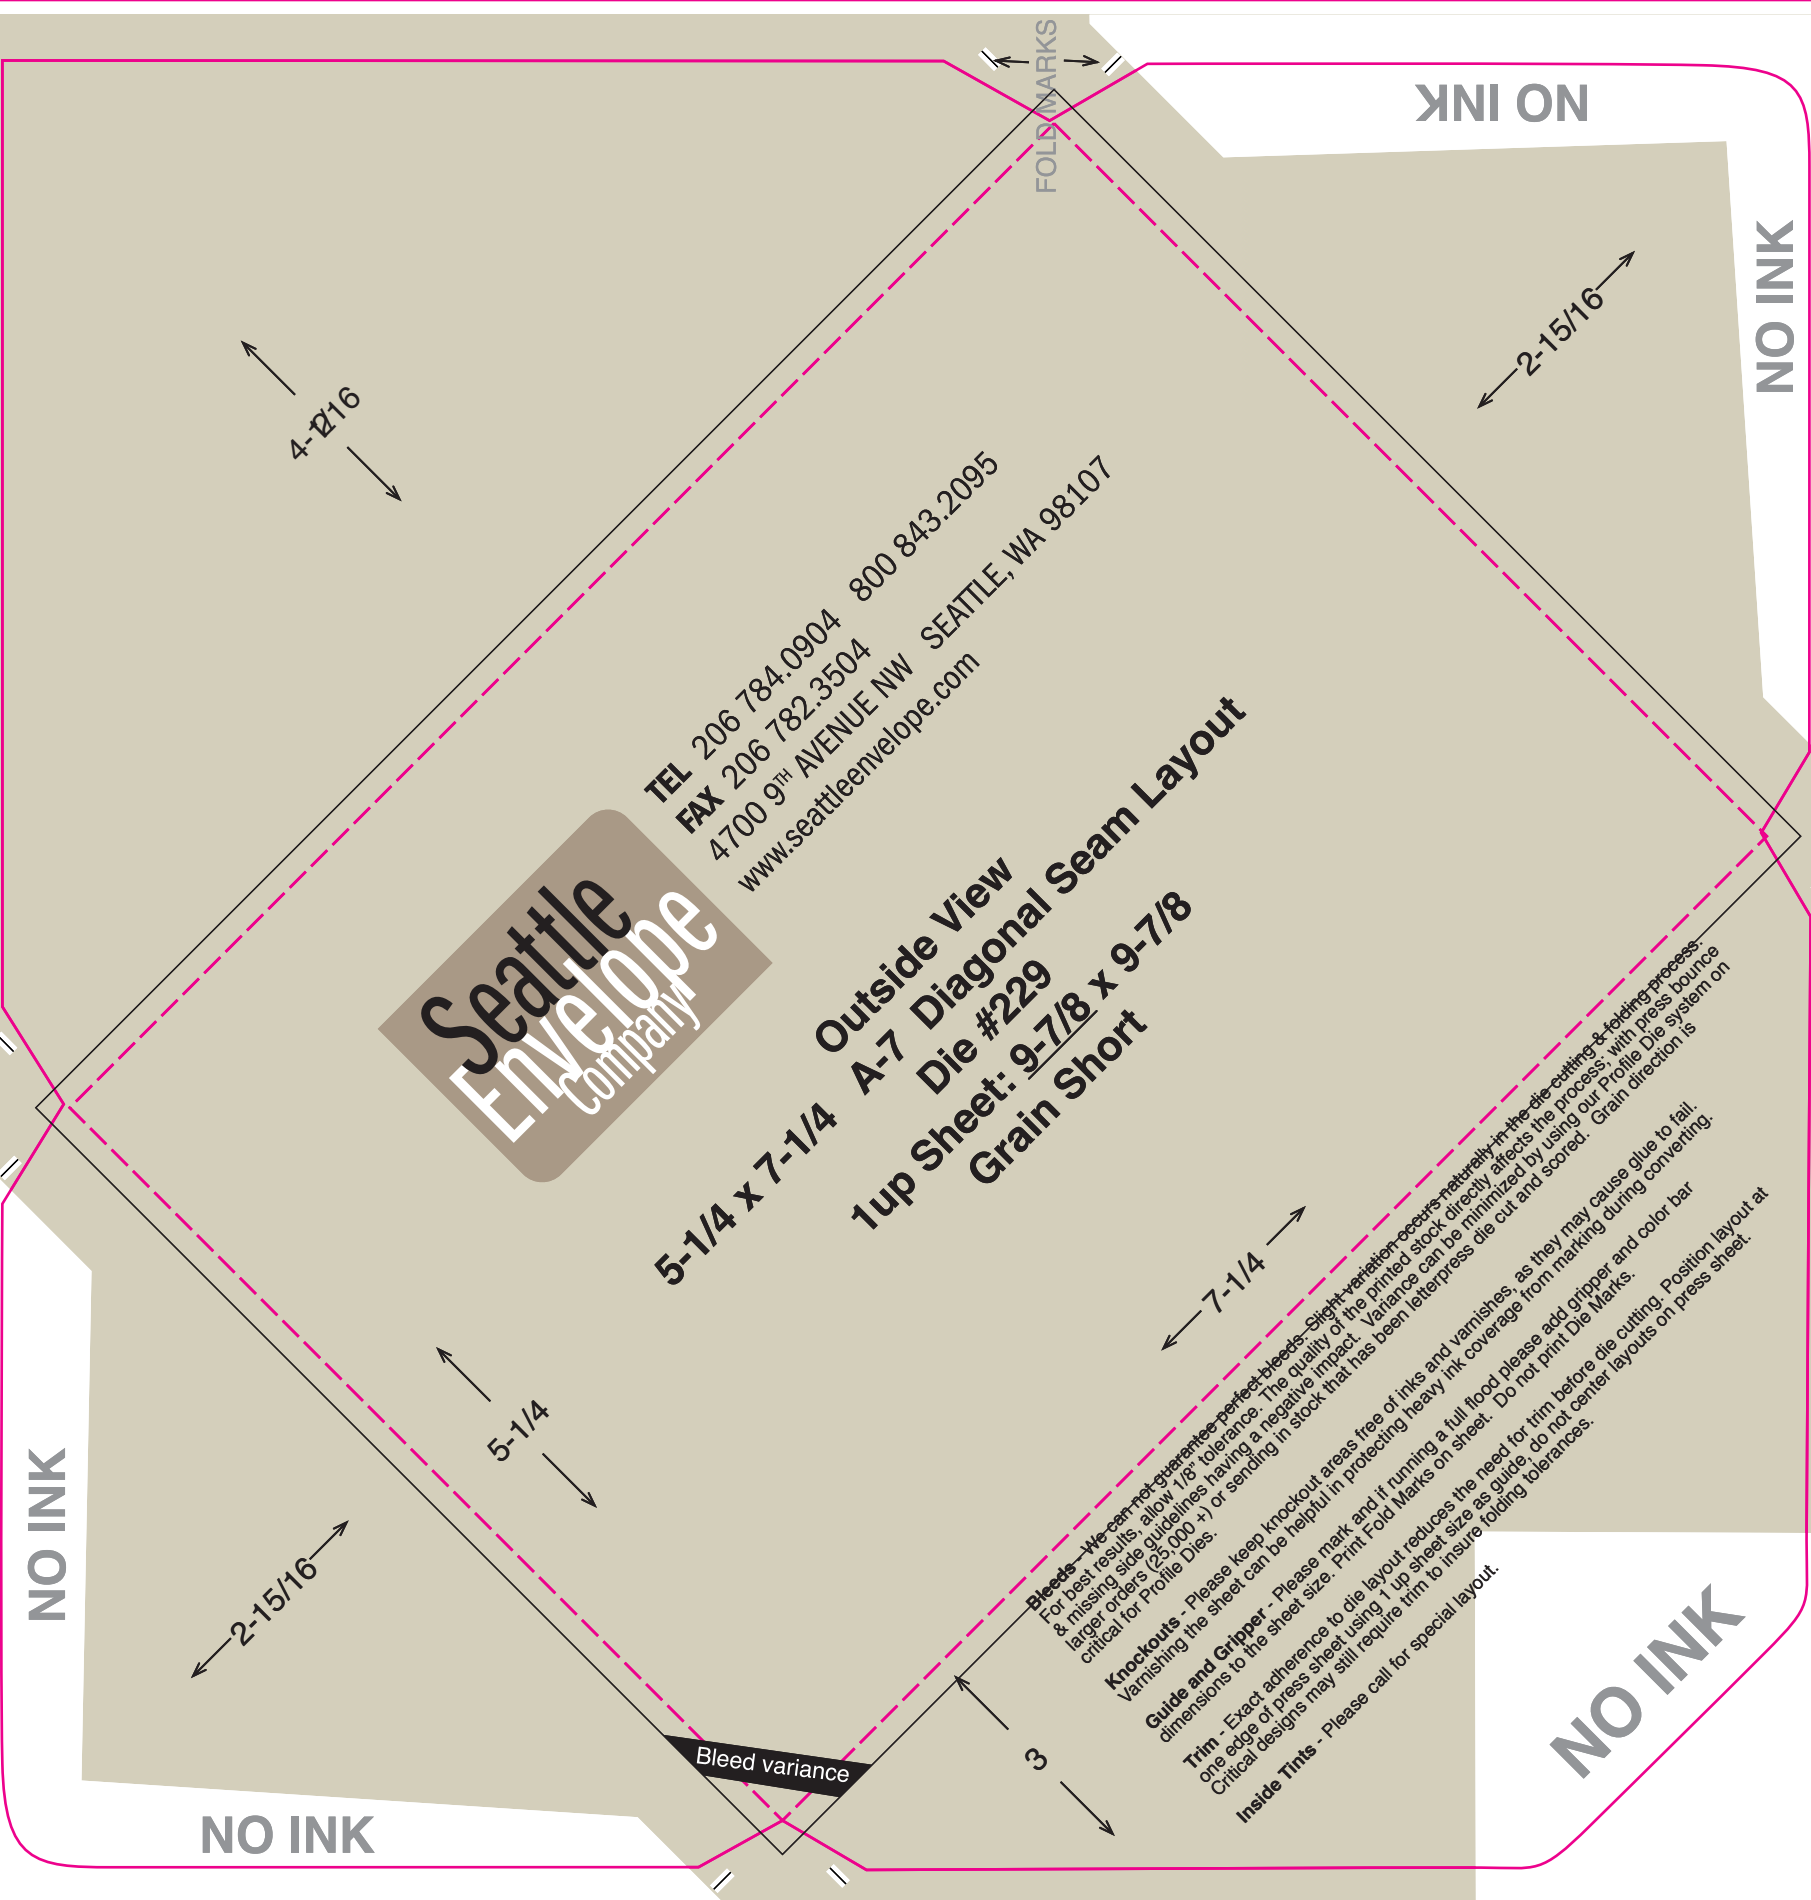 FOLD MARKS
NO INK
NO INK
2-15/16
TEL 206 784.0904 800 843.2095
FAX 206 782.3504
4700 9TH AVENUE NW SEATTLE, WA 98107
www.seattleenvelope.com
Seattle
Envelope
Company
Outside View
5-1/4 x 7-1/4 A-7 Diagonal Seam Layout
Die #229
1up Sheet: 9-7/8 x 9-7/8
Grain Short
7-1/4
5-1/4
2-15/16
NO INK
NO INK
Bleed variance
3
Bleeds - We can not guarantee perfect bleeds. Slight variation occurs naturally in the die cutting & folding process.
For best results, allow 1/8” tolerance. The quality of the printed stock directly affects the process; with press bounce
& missing side guidelines having a negative impact. Variance can be minimized by using our Profile Die system on
larger orders (25,000 +) or sending in stock that has been letterpress die cut and scored. Grain direction is
critical for Profile Dies.
Knockouts - Please keep knockout areas free of inks and varnishes, as they may cause glue to fail.
Varnishing the sheet can be helpful in protecting heavy ink coverage from marking during converting.
Guide and Gripper - Please mark and if running a full flood please add gripper and color bar
dimensions to the sheet size. Print Fold Marks on sheet. Do not print Die Marks.
Trim - Exact adherence to die layout reduces the need for trim before die cutting. Position layout at
one edge of press sheet using 1 up sheet size as guide, do not center layouts on press sheet.
Critical designs may still require trim to insure folding tolerances.
Inside Tints - Please call for special layout.
NO INK